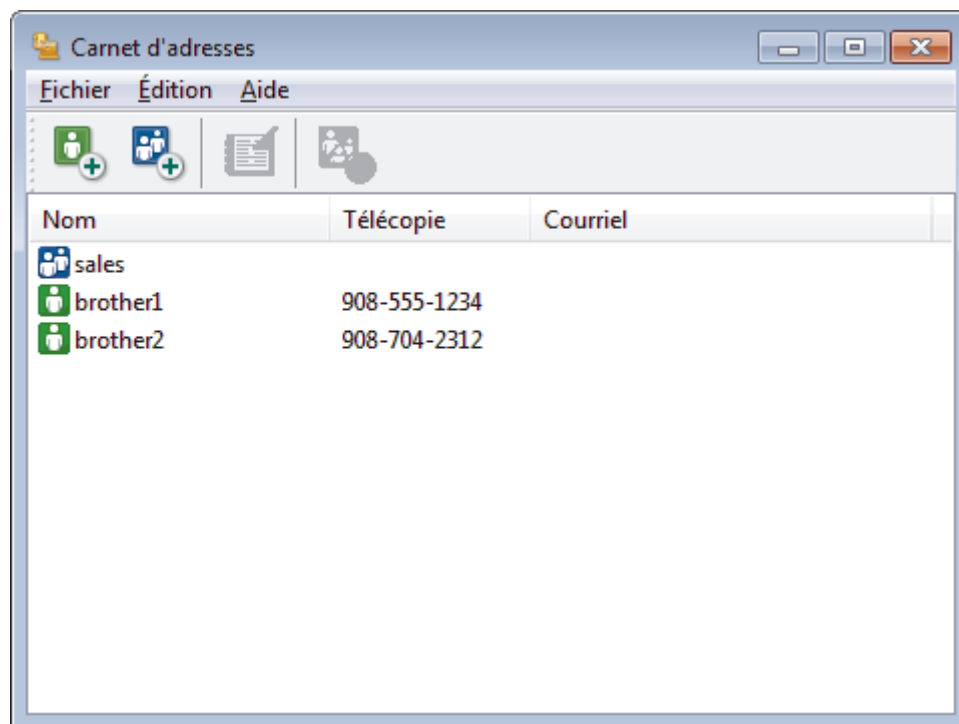 Carnet d'adresses
Fichier Édition Aide
Nom Télécopie Courriel
sales
brother1 908-555-1234
brother2 908-704-2312